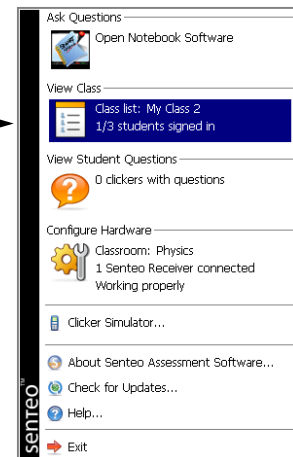 Ask Questions
Open Notebook Software
View Class
Class list: My Class 2
1/3 students signed in
View Student Questions
0 clickers with questions
Configure Hardware
Classroom: Physics
1 Senteo Receiver connected
Working properly
Clicker Simulator...
About Senteo Assessment Software...
Check for Updates...
Help...
Exit
senteo™